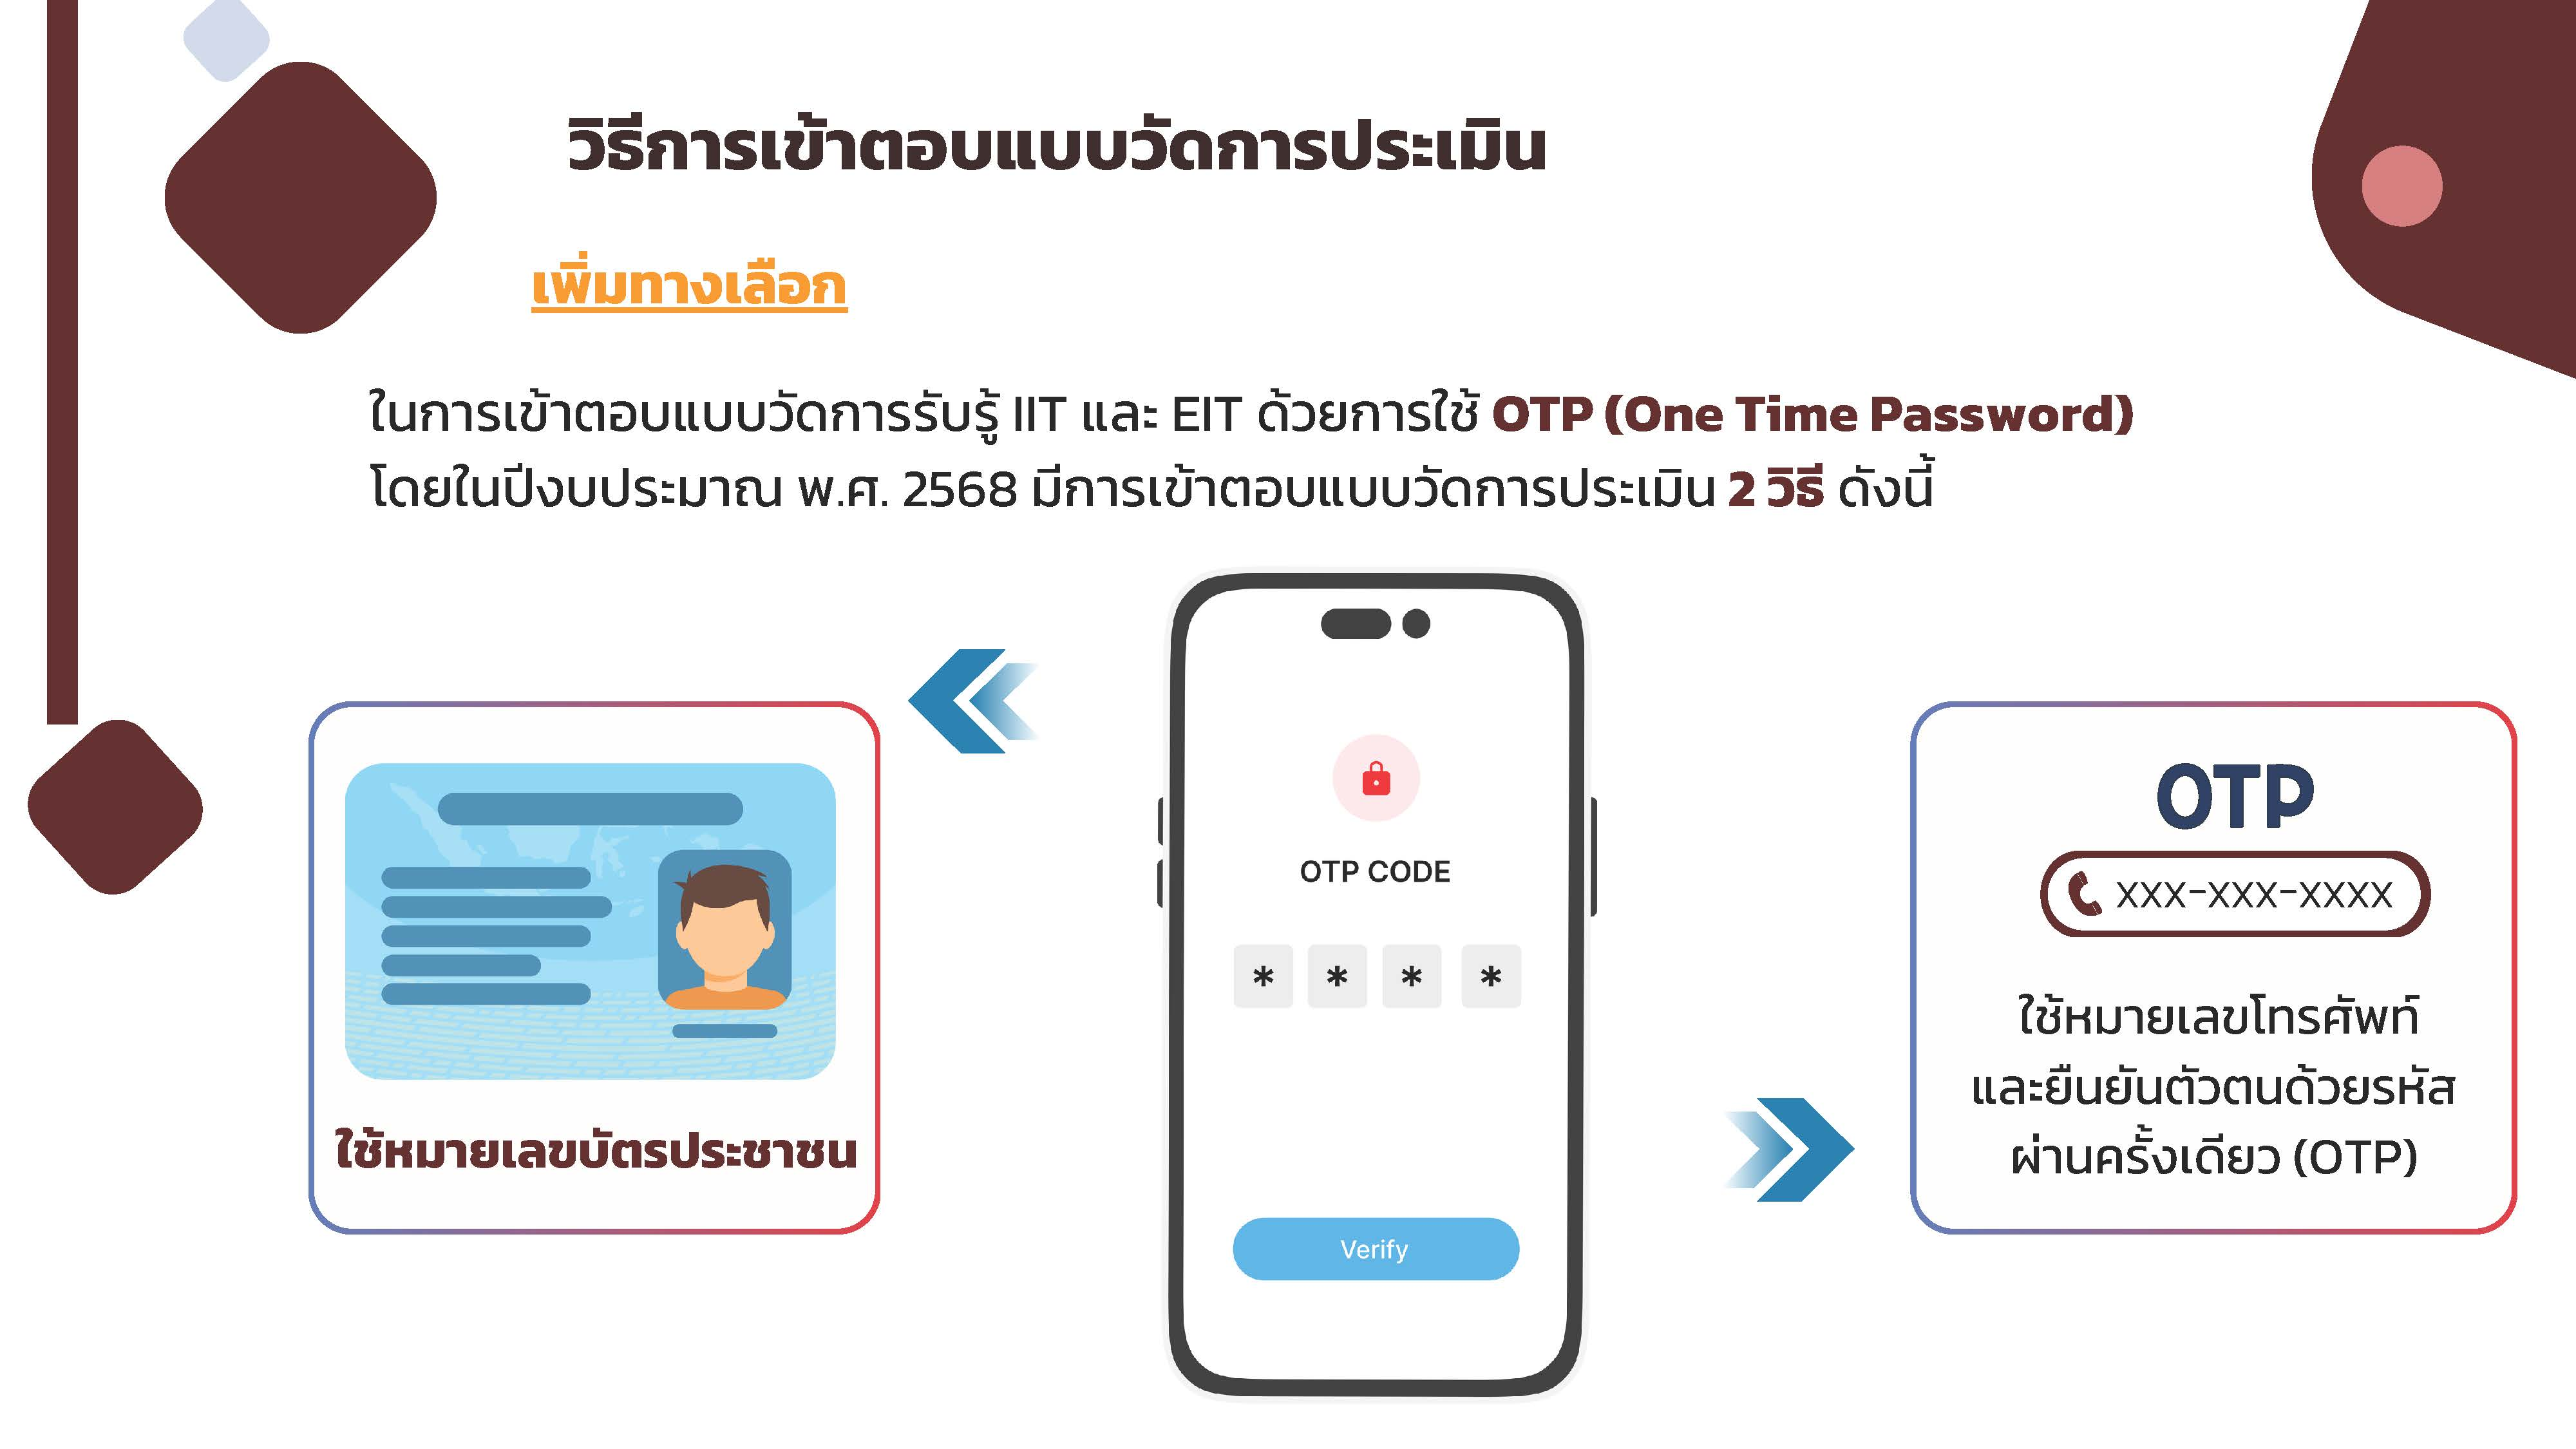 วิธีการเข้าตอบแบบวัดการประเมิน
เพิ่มทางเลือก
ในการเข้าตอบแบบวัดการรับรู้ IIT และ EIT ด้วยการใช้ OTP (One Time Password)
โดยในปีงบประมาณ พ.ศ. 2568 มีการเข้าตอบแบบวัดการประเมิน 2 วิธี ดังนี้
ใช้หมายเลขบัตรประชาชน
OTP CODE
* * * *
Verify
OTP
XXX-XXX-XXXX
ใช้หมายเลขโทรศัพท์
และยืนยันตัวตนด้วยรหัส
ผ่านครั้งเดียว (OTP)